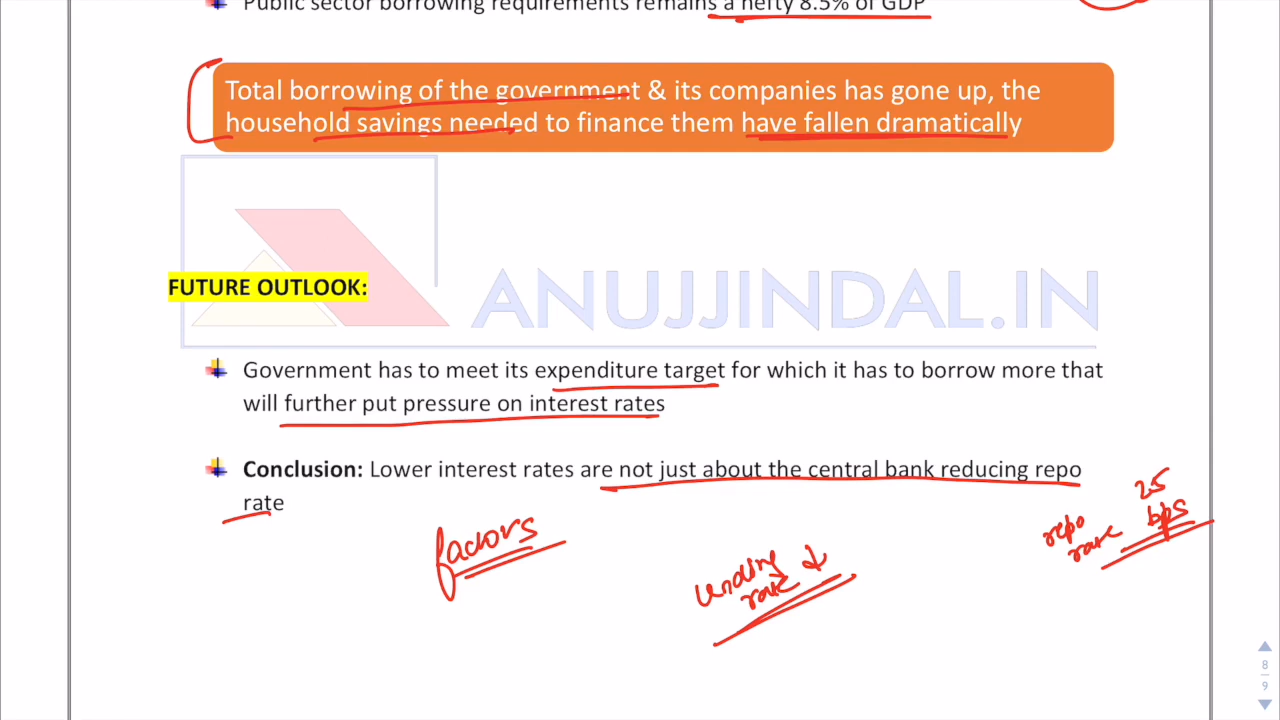 Public sector borrowing requirements remains a hefty 8.5% of GDP
Total borrowing of the government & its companies has gone up, the
household savings needed to finance them have fallen dramatically
FUTURE OUTLOOK:
ANUJJINDAL.IN
Government has to meet its expenditure target for which it has to borrow more that
will further put pressure on interest rates
Conclusion: Lower interest rates are not just about the central bank reducing repo
rate
factors
lending
rate ↓
repo
rate
25
bps
8
9